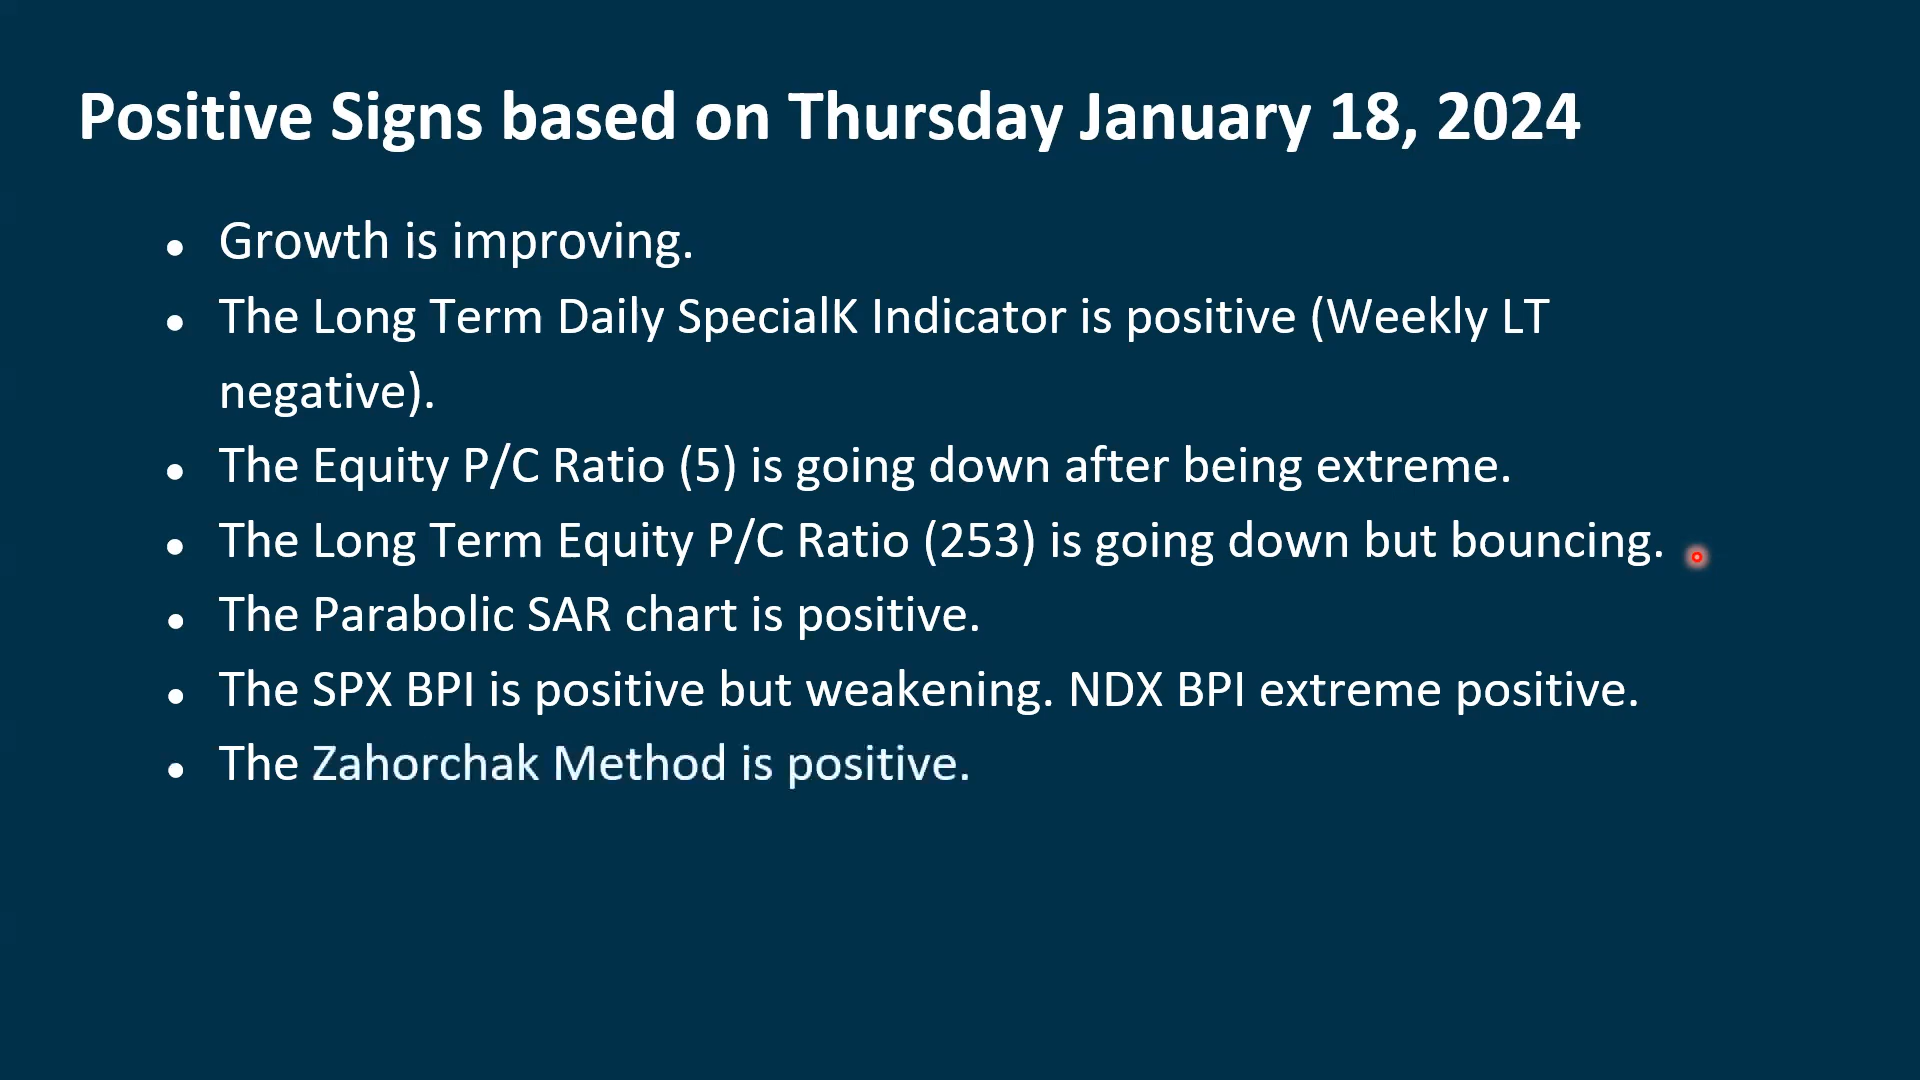 Positive Signs based on Thursday January 18, 2024
• Growth is improving.
• The Long Term Daily SpecialK Indicator is positive (Weekly LT
negative).
• The Equity P/C Ratio (5) is going down after being extreme.
• The Long Term Equity P/C Ratio (253) is going down but bouncing.
• The Parabolic SAR chart is positive.
• The SPX BPI is positive but weakening. NDX BPI extreme positive.
• The Zahorchak Method is positive.